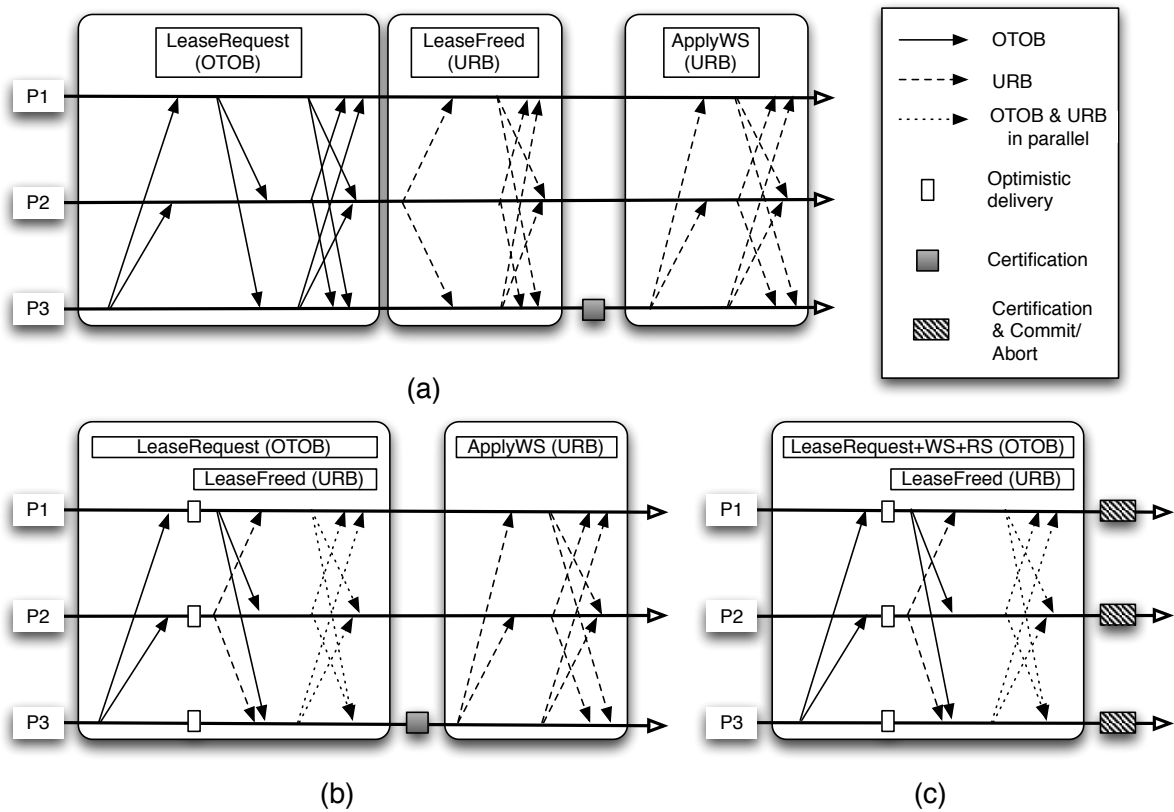 LeaseRequest
(OTOB)
LeaseFreed
(URB)
ApplyWS
(URB)
P1
P2
P3
(a)
OTOB
URB
OTOB & URB
in parallel
Optimistic
delivery
Certification
Certification
& Commit/
Abort
LeaseRequest (OTOB)
LeaseFreed (URB)
ApplyWS (URB)
P1
P2
P3
(b)
LeaseRequest+WS+RS (OTOB)
LeaseFreed (URB)
P1
P2
P3
(c)